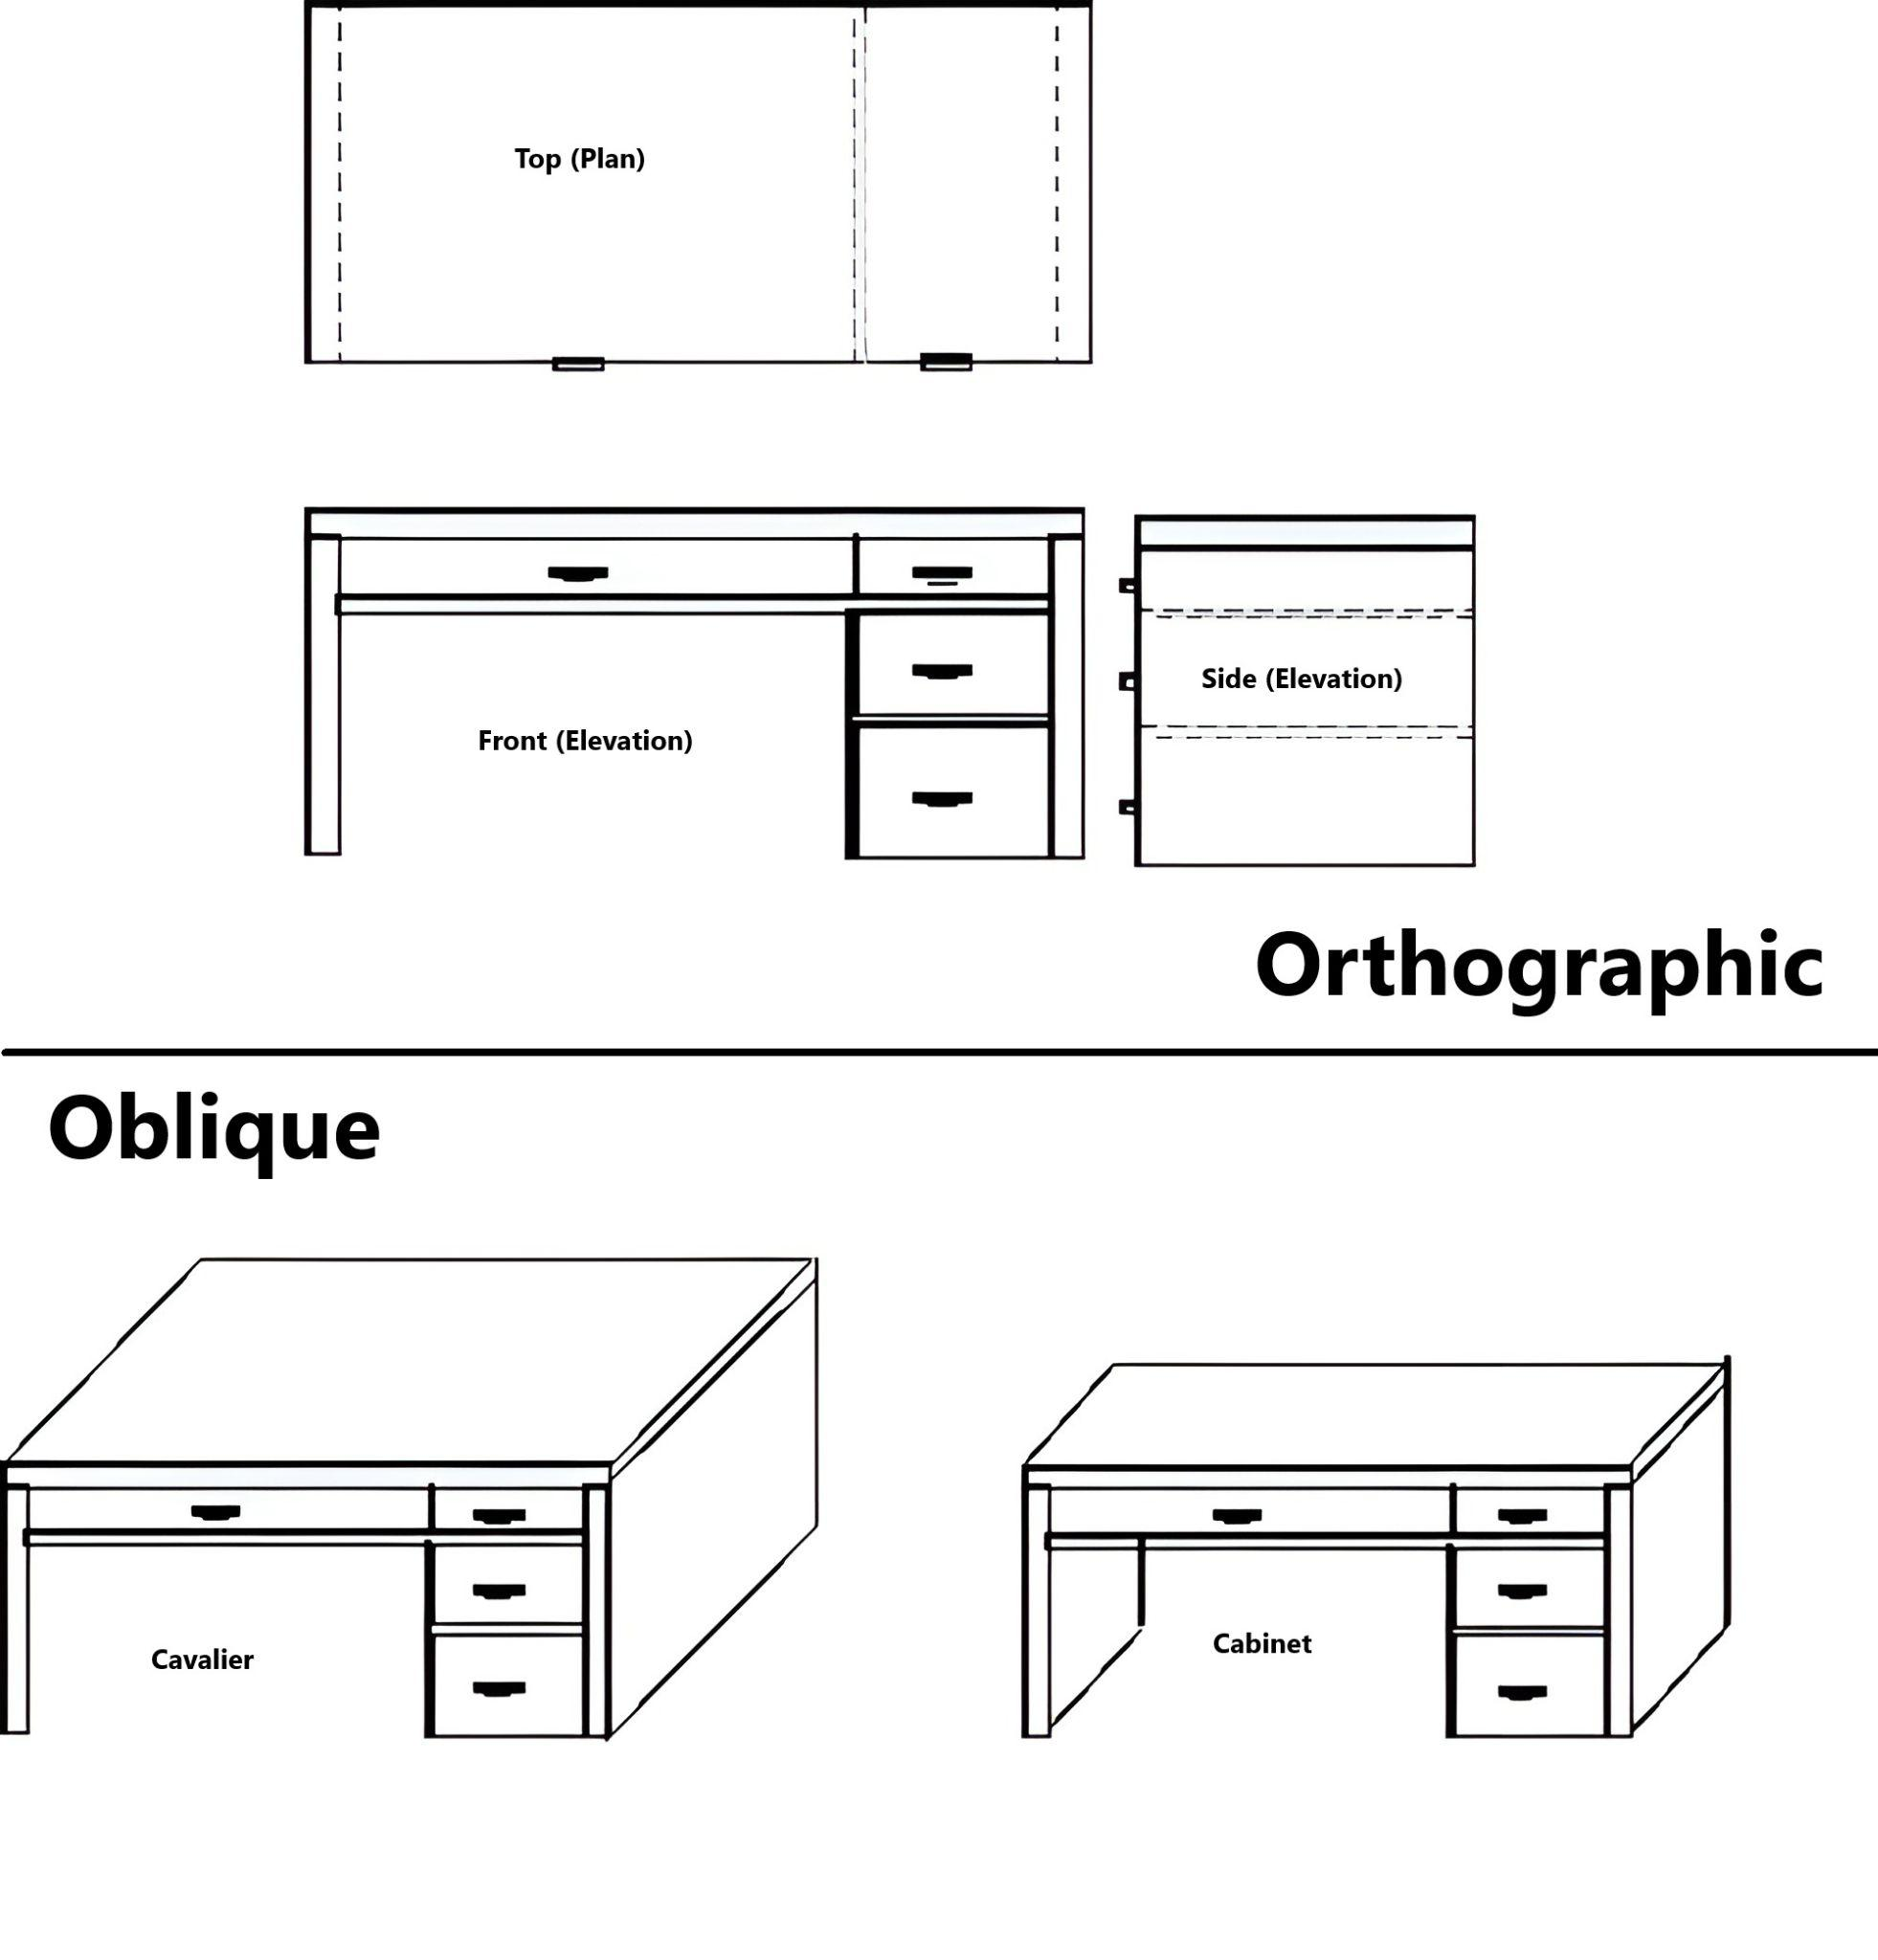 Top (Plan)
Side (Elevation)
Front (Elevation)
Orthographic
Oblique
Cabinet
Cavalier